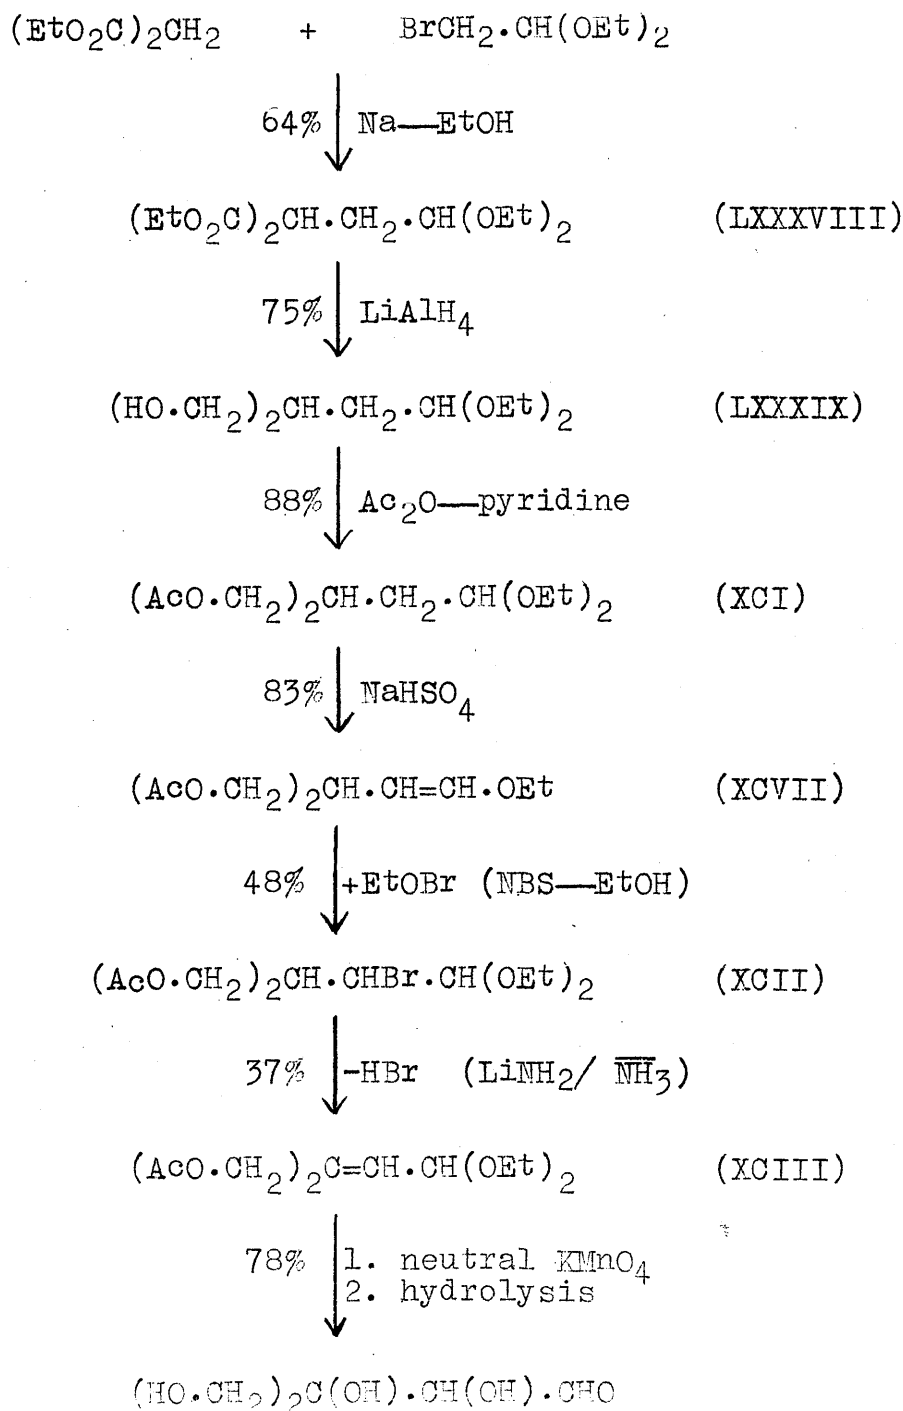 (EtO₂C)₂CH₂ + BrCH₂·CH(OEt)₂
64% Na—EtOH
(EtO₂C)₂CH·CH₂·CH(OEt)₂ (LXXXVIII)
75% LiAlH₄
(HO·CH₂)₂CH·CH₂·CH(OEt)₂ (LXXXIX)
88% Ac₂O—pyridine
(AcO·CH₂)₂CH·CH₂·CH(OEt)₂ (XCI)
83% NaHSO₄
(AcO·CH₂)₂CH·CH=CH·OEt (XCVII)
48% +EtOBr (NBS—EtOH)
(AcO·CH₂)₂CH·CHBr·CH(OEt)₂ (XCII)
37% -HBr (LiNH₂/ NH₃)
(AcO·CH₂)₂C=CH·CH(OEt)₂ (XCIII)
78% 1. neutral KMnO₄
2. hydrolysis
(HO·CH₂)₂C(OH)·CH(OH)·CHO